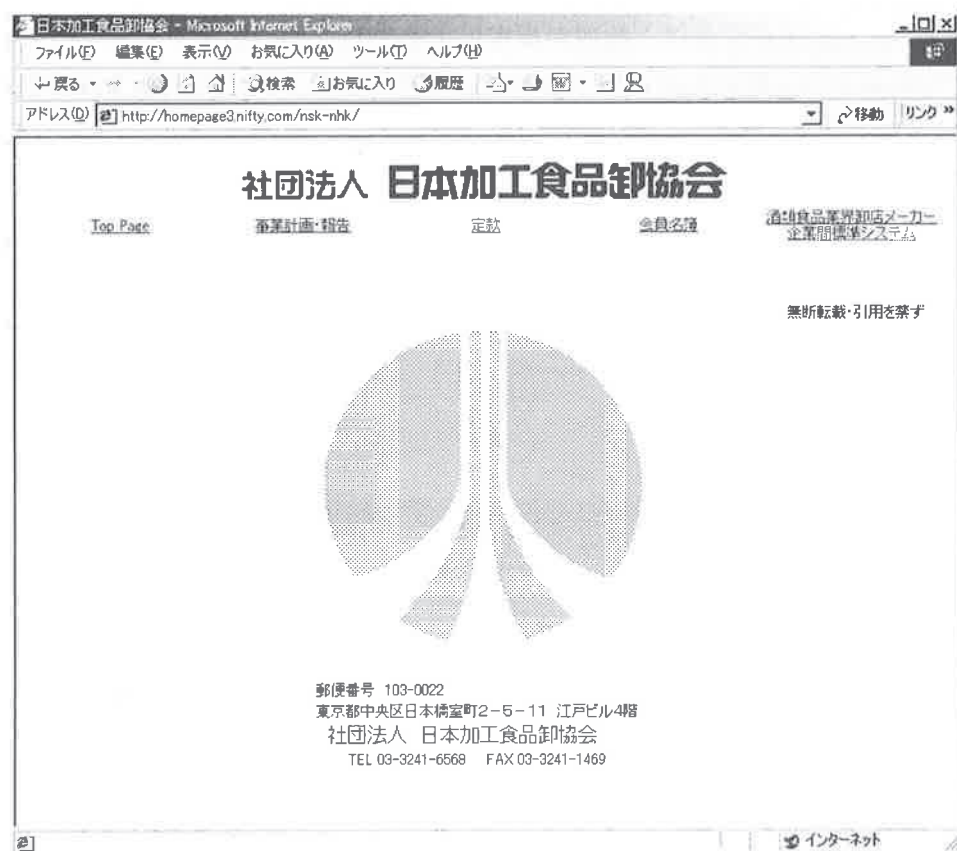 日本加工食品卸協会 - Microsoft Internet Explorer
ファイル(F) 編集(E) 表示(V) お気に入り(A) ツール(T) ヘルプ(H)
戻る 検索 お気に入り 履歴
アドレス(D) http://homepage3.nifty.com/nsk-nhk/ 移動 リンク »
社団法人 日本加工食品卸協会
Top Page 事業計画・報告 定款 会員名簿 酒類食品業界卸店メーカー
企業間標準システム
無断転載・引用を禁ず
郵便番号 103-0022
東京都中央区日本橋室町2-5-11 江戸ビル4階
社団法人 日本加工食品卸協会
TEL 03-3241-6568 FAX 03-3241-1469
インターネット